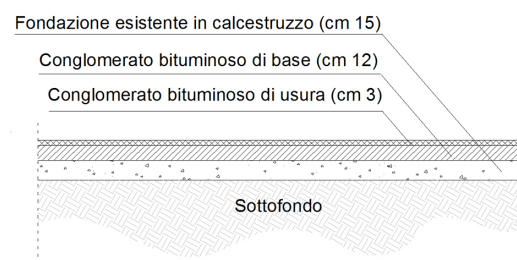 Fondazione esistente in calcestruzzo (cm 15)
Conglomerato bituminoso di base (cm 12)
Conglomerato bituminoso di usura (cm 3)
Sottofondo